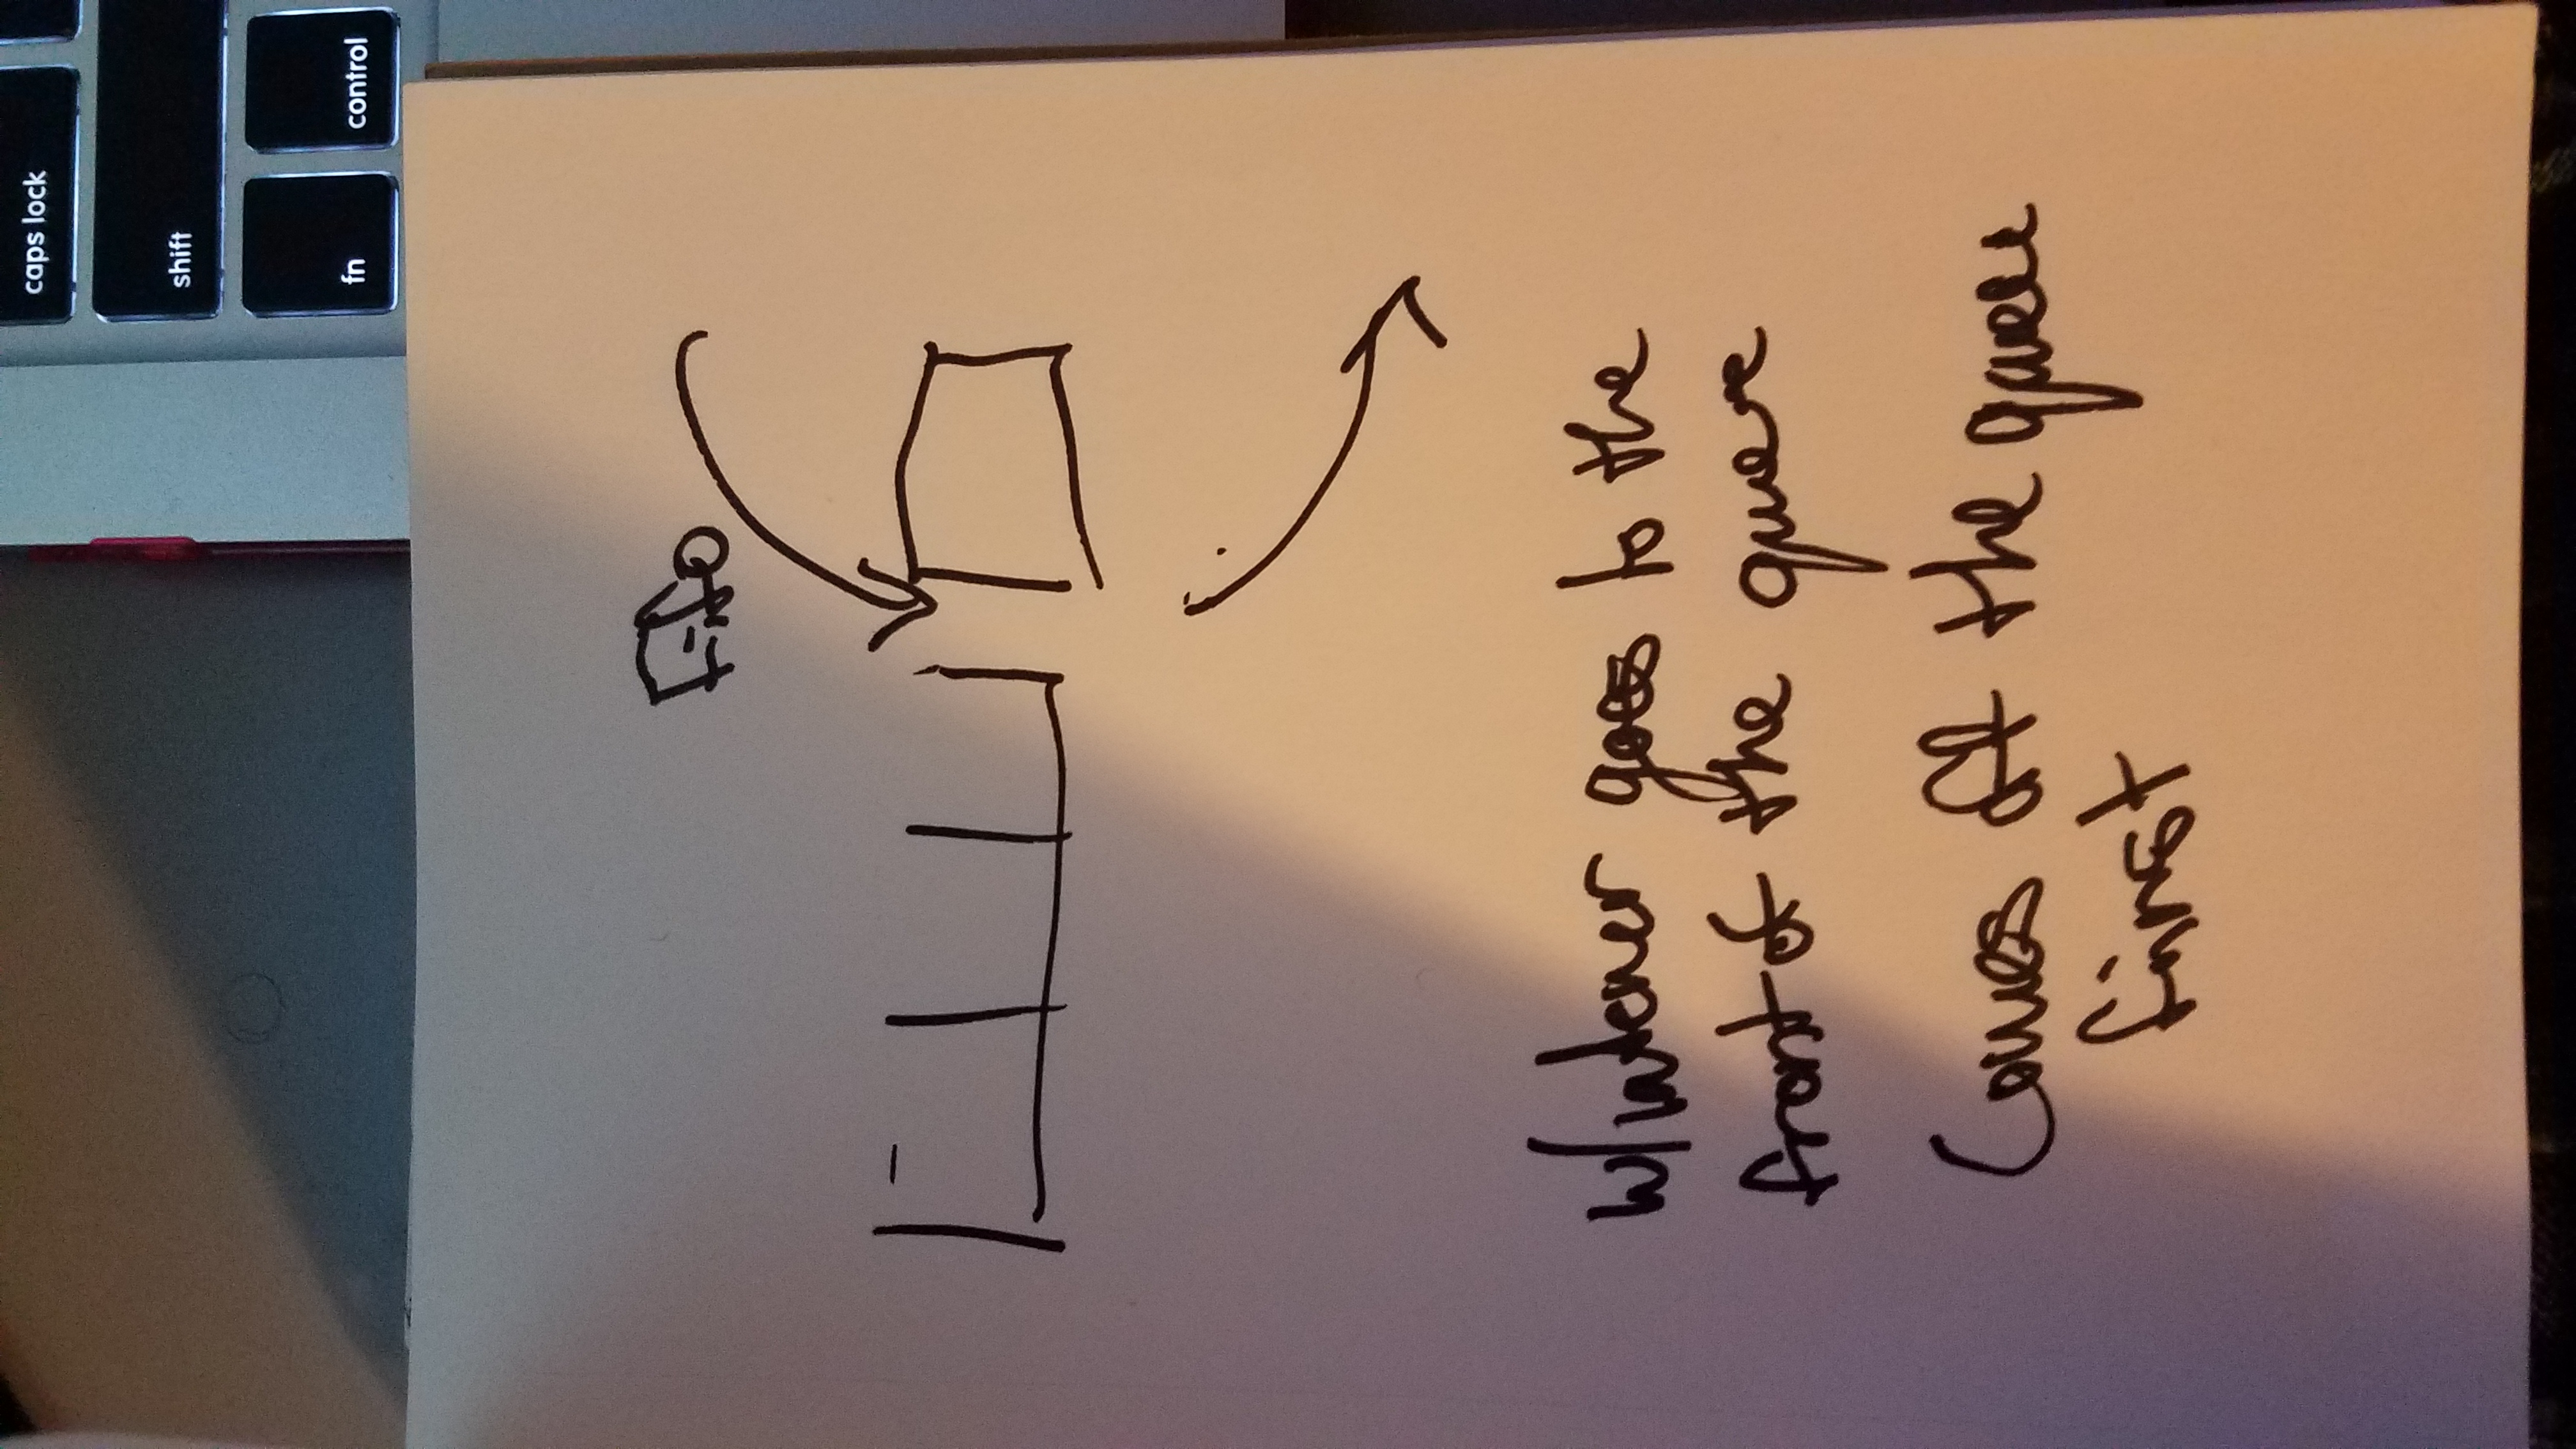 caps lock
shift
fn
control
Fifo
Whatever goes to the
front of the queue
Comes off the queue
first